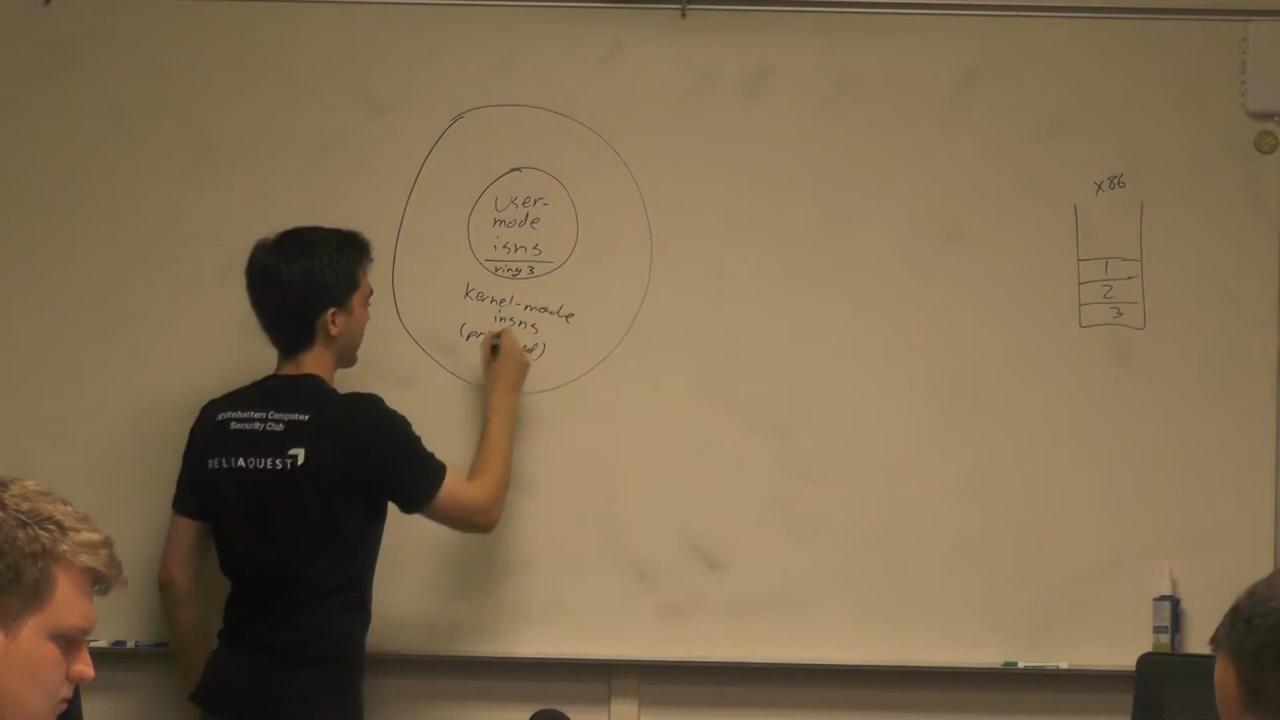 User-
mode
isns
ring 3
kernel-mode
insns
x86
1
2
3
Whitehatters Computer
Security Club
RELIAQUEST